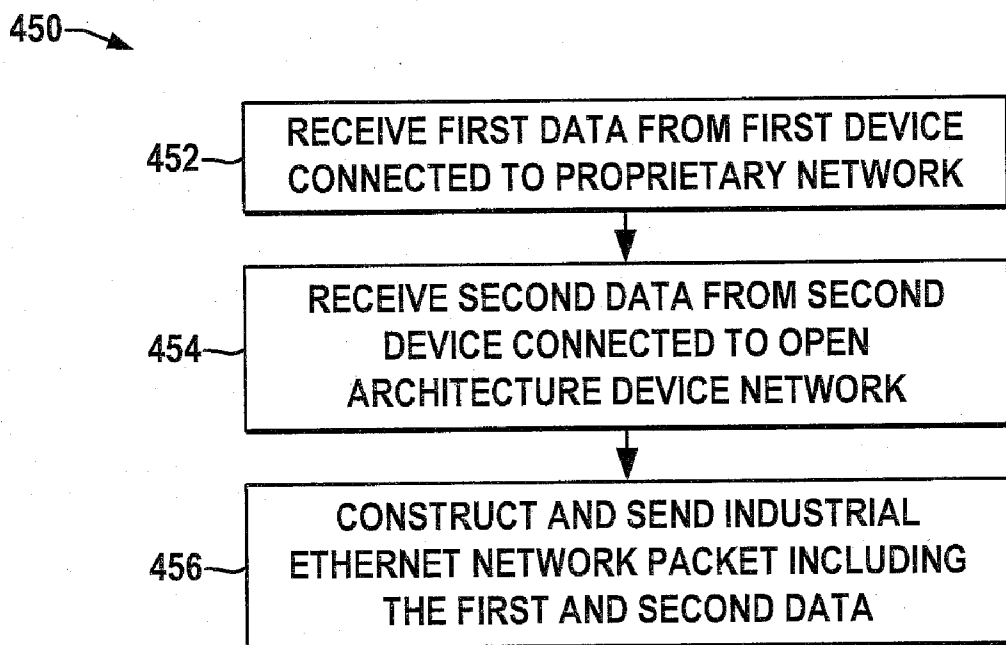 450
452
RECEIVE FIRST DATA FROM FIRST DEVICE
CONNECTED TO PROPRIETARY NETWORK
454
RECEIVE SECOND DATA FROM SECOND
DEVICE CONNECTED TO OPEN
ARCHITECTURE DEVICE NETWORK
456
CONSTRUCT AND SEND INDUSTRIAL
ETHERNET NETWORK PACKET INCLUDING
THE FIRST AND SECOND DATA